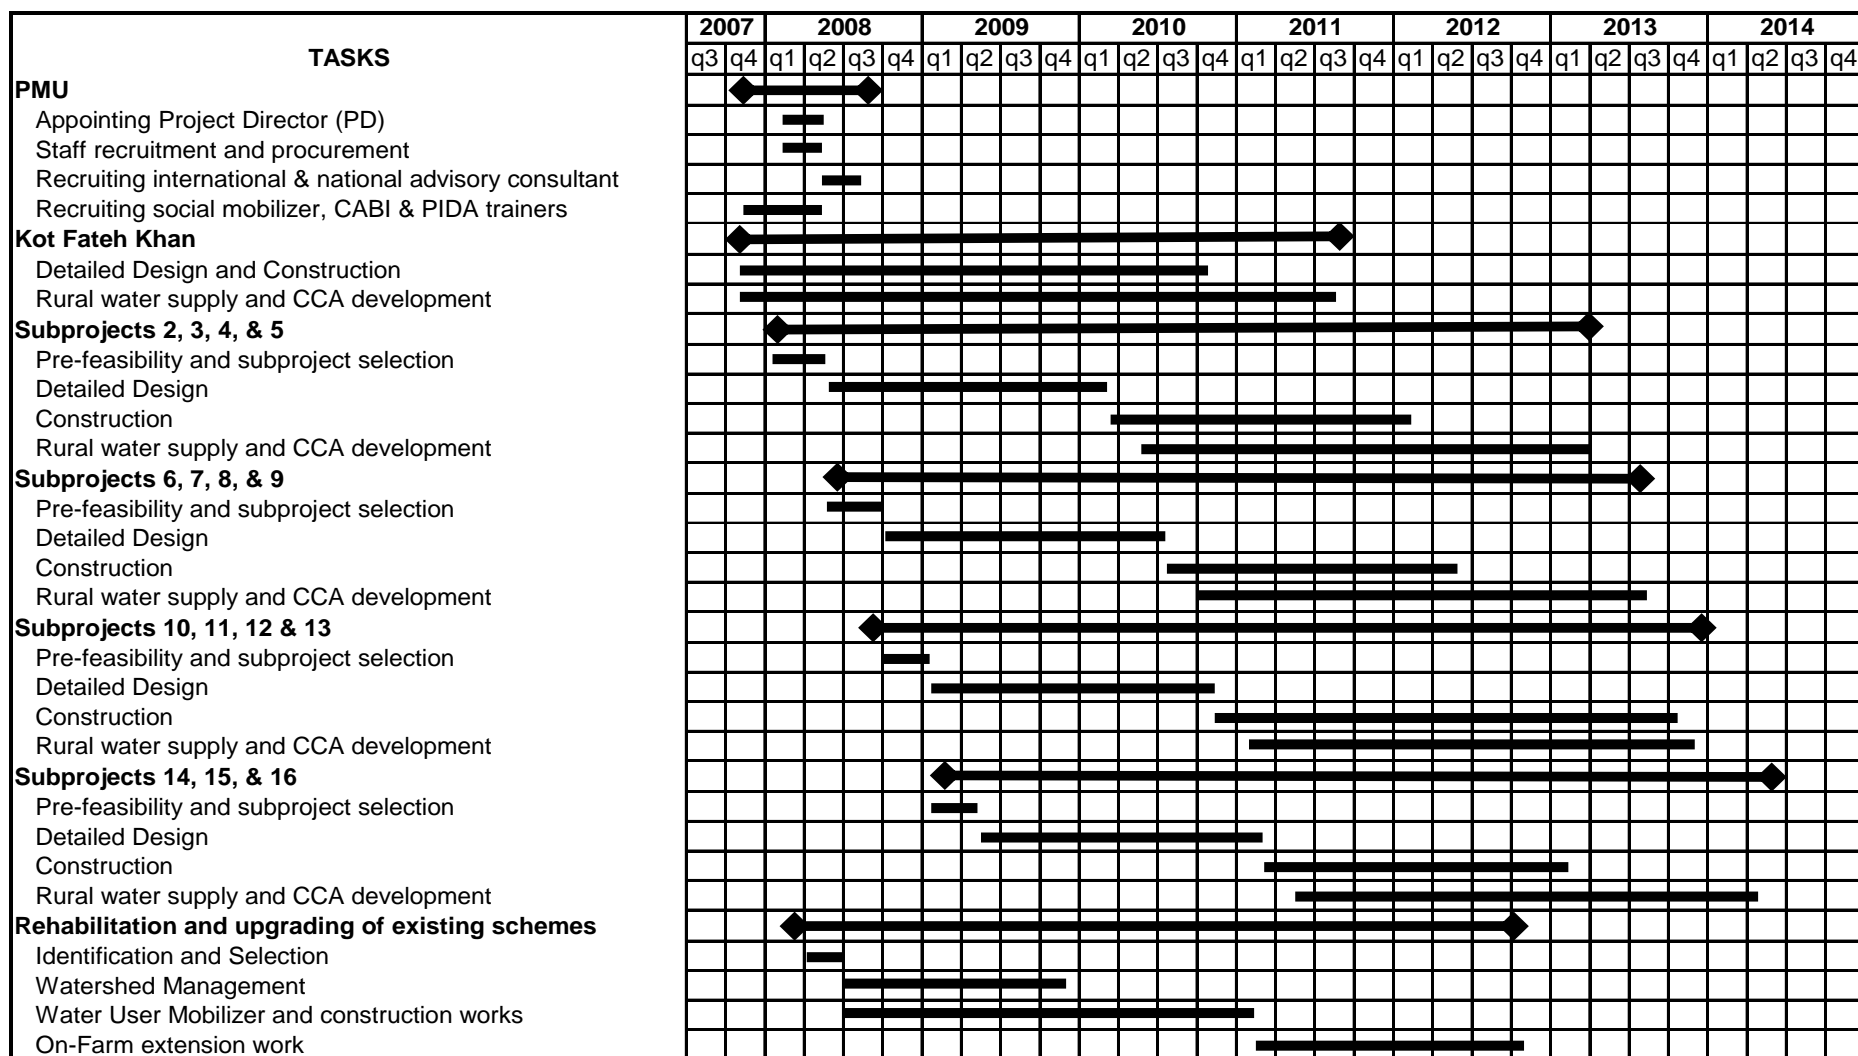 2007 2008 2009 2010 2011 2012 2013 2014
TASKS q3 q4 q1 q2 q3 q4 q1 q2 q3 q4 q1 q2 q3 q4 q1 q2 q3 q4 q1 q2 q3 q4 q1 q2 q3 q4 q1 q2 q3 q4
PMU
Appointing Project Director (PD)
Staff recruitment and procurement
Recruiting international & national advisory consultant
Recruiting social mobilizer, CABI & PIDA trainers
Kot Fateh Khan
Detailed Design and Construction
Rural water supply and CCA development
Subprojects 2, 3, 4, & 5
Pre-feasibility and subproject selection
Detailed Design
Construction
Rural water supply and CCA development
Subprojects 6, 7, 8, & 9
Pre-feasibility and subproject selection
Detailed Design
Construction
Rural water supply and CCA development
Subprojects 10, 11, 12 & 13
Pre-feasibility and subproject selection
Detailed Design
Construction
Rural water supply and CCA development
Subprojects 14, 15, & 16
Pre-feasibility and subproject selection
Detailed Design
Construction
Rural water supply and CCA development
Rehabilitation and upgrading of existing schemes
Identification and Selection
Watershed Management
Water User Mobilizer and construction works
On-Farm extension work